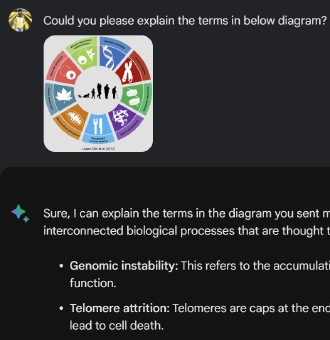 Could you please explain the terms in below diagram?
Sure, I can explain the terms in the diagram you sent m
interconnected biological processes that are thought t
• Genomic instability: This refers to the accumulati
function.
• Telomere attrition: Telomeres are caps at the end
lead to cell death.